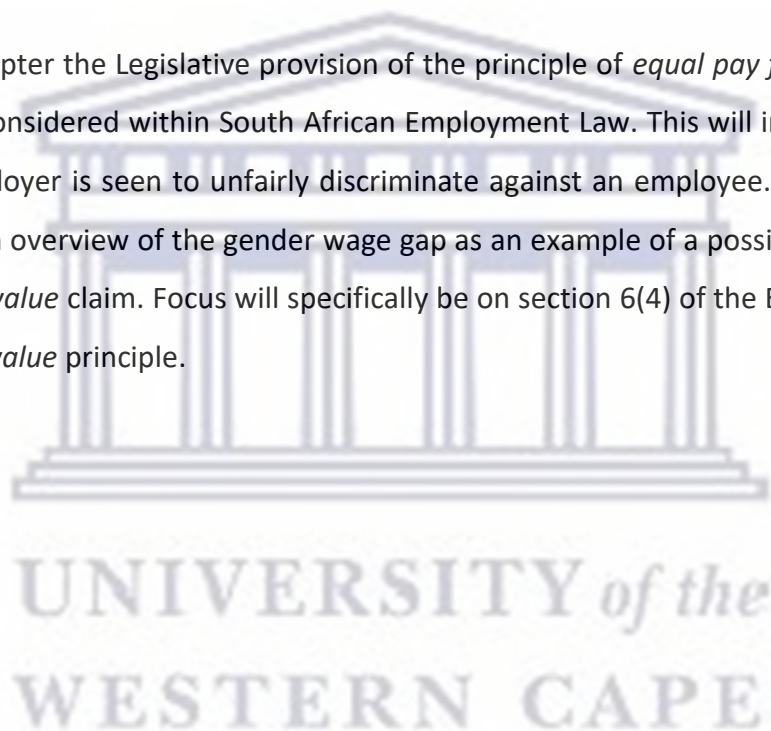 pter the Legislative provision of the principle of equal pay f
onsidered within South African Employment Law. This will i
loyer is seen to unfairly discriminate against an employee.
overview of the gender wage gap as an example of a possi
value claim. Focus will specifically be on section 6(4) of the E
value principle.
UNIVERSITY of the
WESTERN CAPE